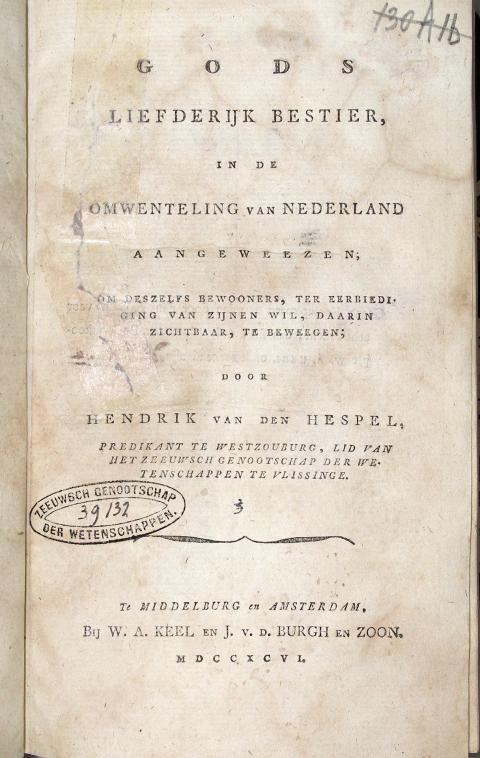 130 A 16
GODS
LIEFDERIJK BESTIER,
IN DE
OMWENTELING VAN NEDERLAND
AANGEWEEZEN;
OM DESZELFS BEWOONERS, TER EERBIEDI-
GING VAN ZIJNEN WIL, DAARIN
ZICHTBAAR, TE BEWEEGEN;
DOOR
HENDRIK VAN DEN HESPEL,
PREDIKANT TE WESTZOUBURG, LID VAN
HET ZEEUWSCH GENOOTSCHAP DER WE-
TENSCHAPPEN TE VLISSINGE.
ZEEUWSCH GENOOTSCHAP
39/132
DER WETENSCHAPPEN.
3
Te MIDDELBURG en AMSTERDAM,
Bij W. A. KEEL EN J. V. D. BURGH EN ZOON.
MDCCXCVI.